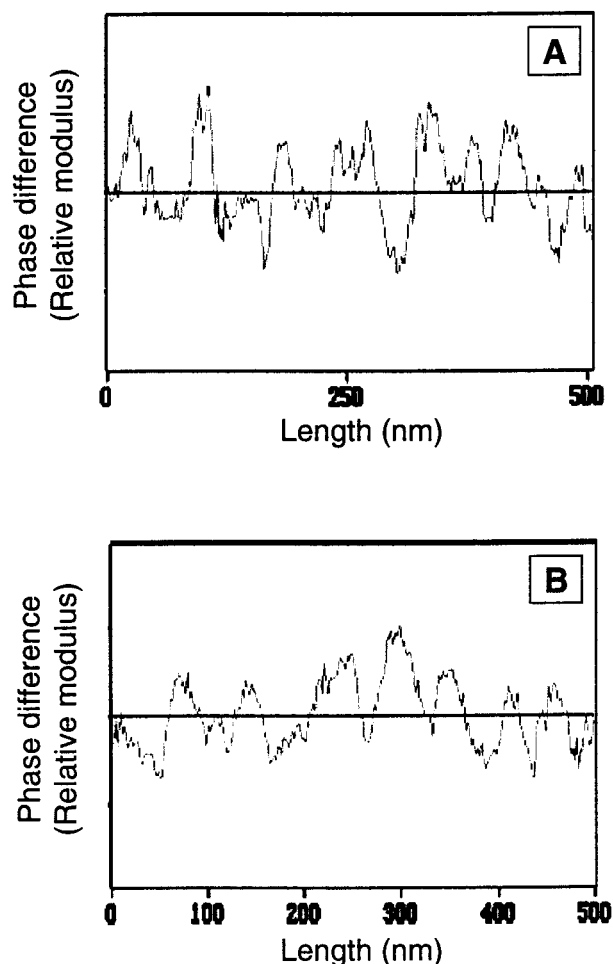 A
Phase difference
(Relative modulus)
0 250 500
Length (nm)
B
Phase difference
(Relative modulus)
0 100 200 300 400 500
Length (nm)